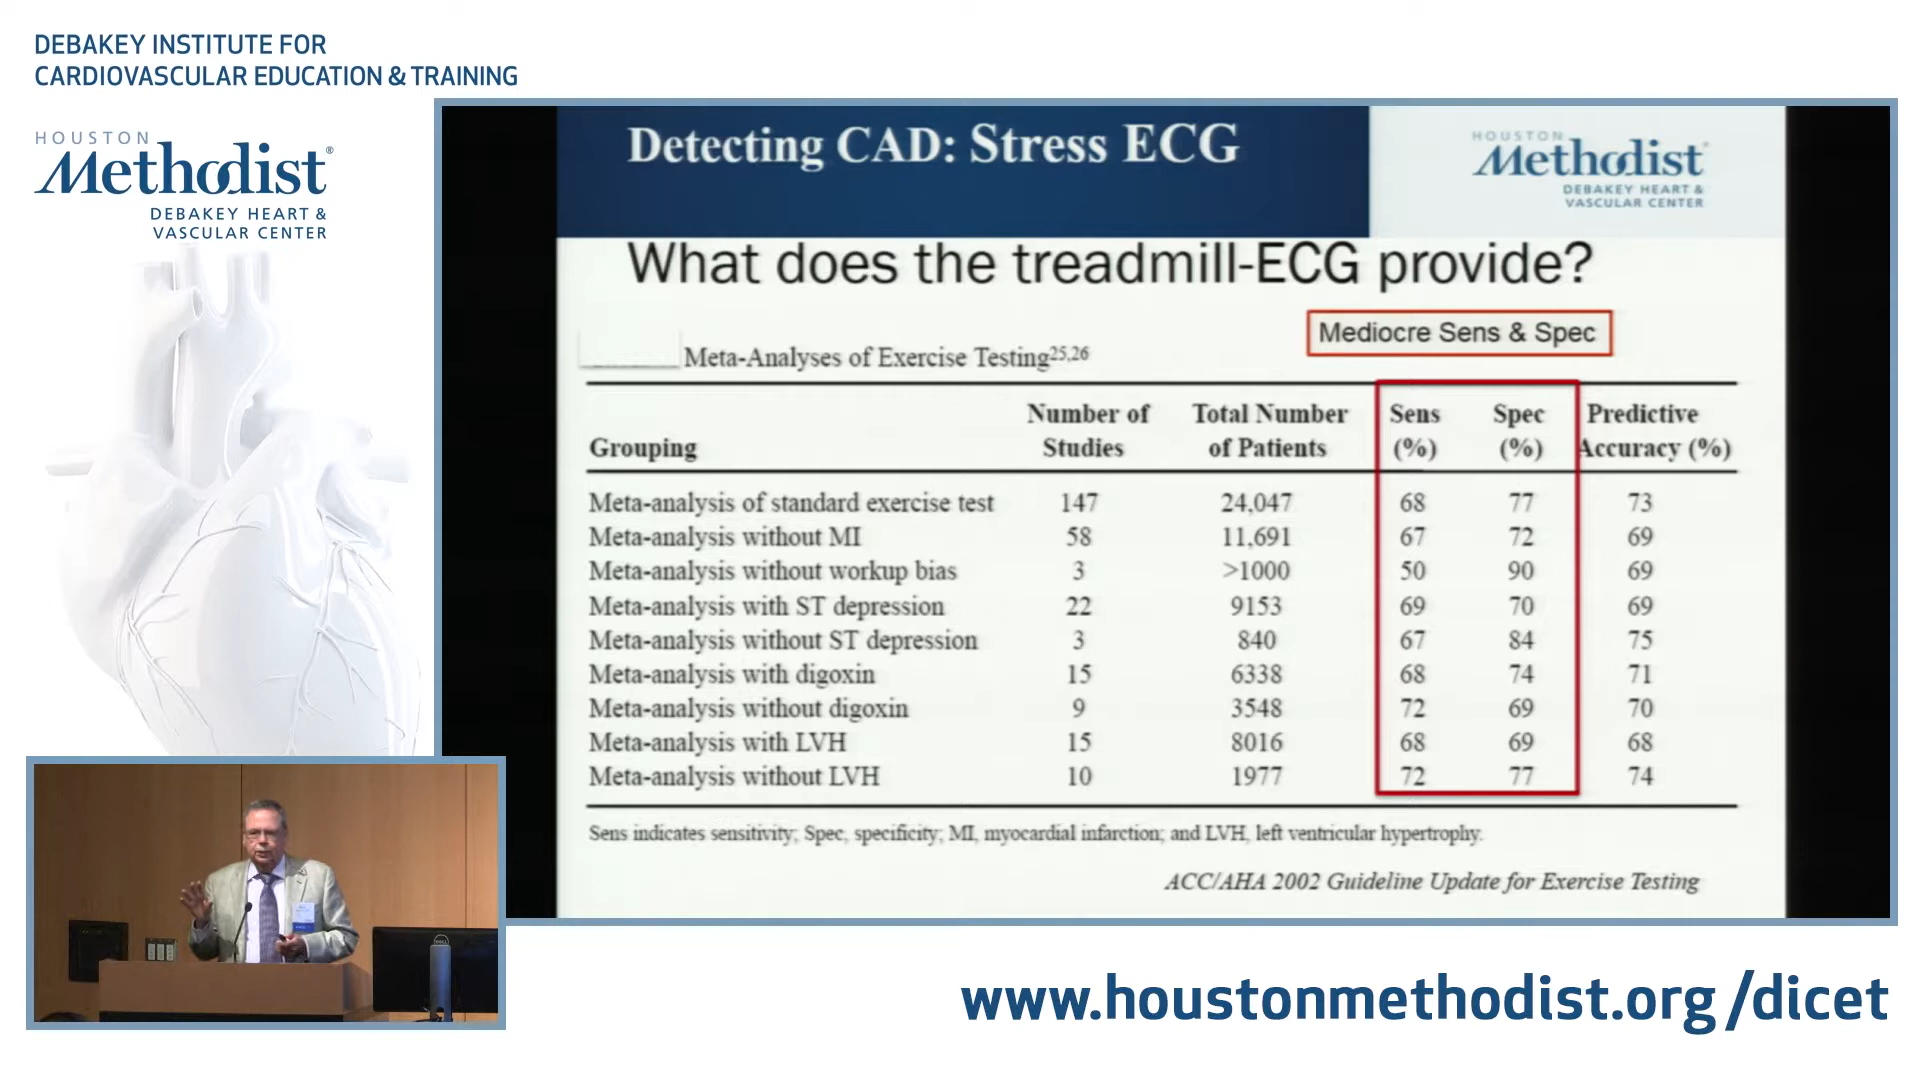 DEBAKEY INSTITUTE FOR
CARDIOVASCULAR EDUCATION & TRAINING
HOUSTON
Methodist®
DEBAKEY HEART &
VASCULAR CENTER
Detecting CAD: Stress ECG
HOUSTON
Methodist
DEBAKEY HEART &
VASCULAR CENTER
What does the treadmill-ECG provide?
Mediocre Sens & Spec
Meta-Analyses of Exercise Testing25,26
Grouping Number of Studies Total Number of Patients Sens (%) Spec (%) Predictive Accuracy (%)
Meta-analysis of standard exercise test 147 24,047 68 77 73
Meta-analysis without MI 58 11,691 67 72 69
Meta-analysis without workup bias 3 >1000 50 90 69
Meta-analysis with ST depression 22 9153 69 70 69
Meta-analysis without ST depression 3 840 67 84 75
Meta-analysis with digoxin 15 6338 68 74 71
Meta-analysis without digoxin 9 3548 72 69 70
Meta-analysis with LVH 15 8016 68 69 68
Meta-analysis without LVH 10 1977 72 77 74
Sens indicates sensitivity; Spec, specificity; MI, myocardial infarction; and LVH, left ventricular hypertrophy.
ACC/AHA 2002 Guideline Update for Exercise Testing
DELL
www.houstonmethodist.org/dicet